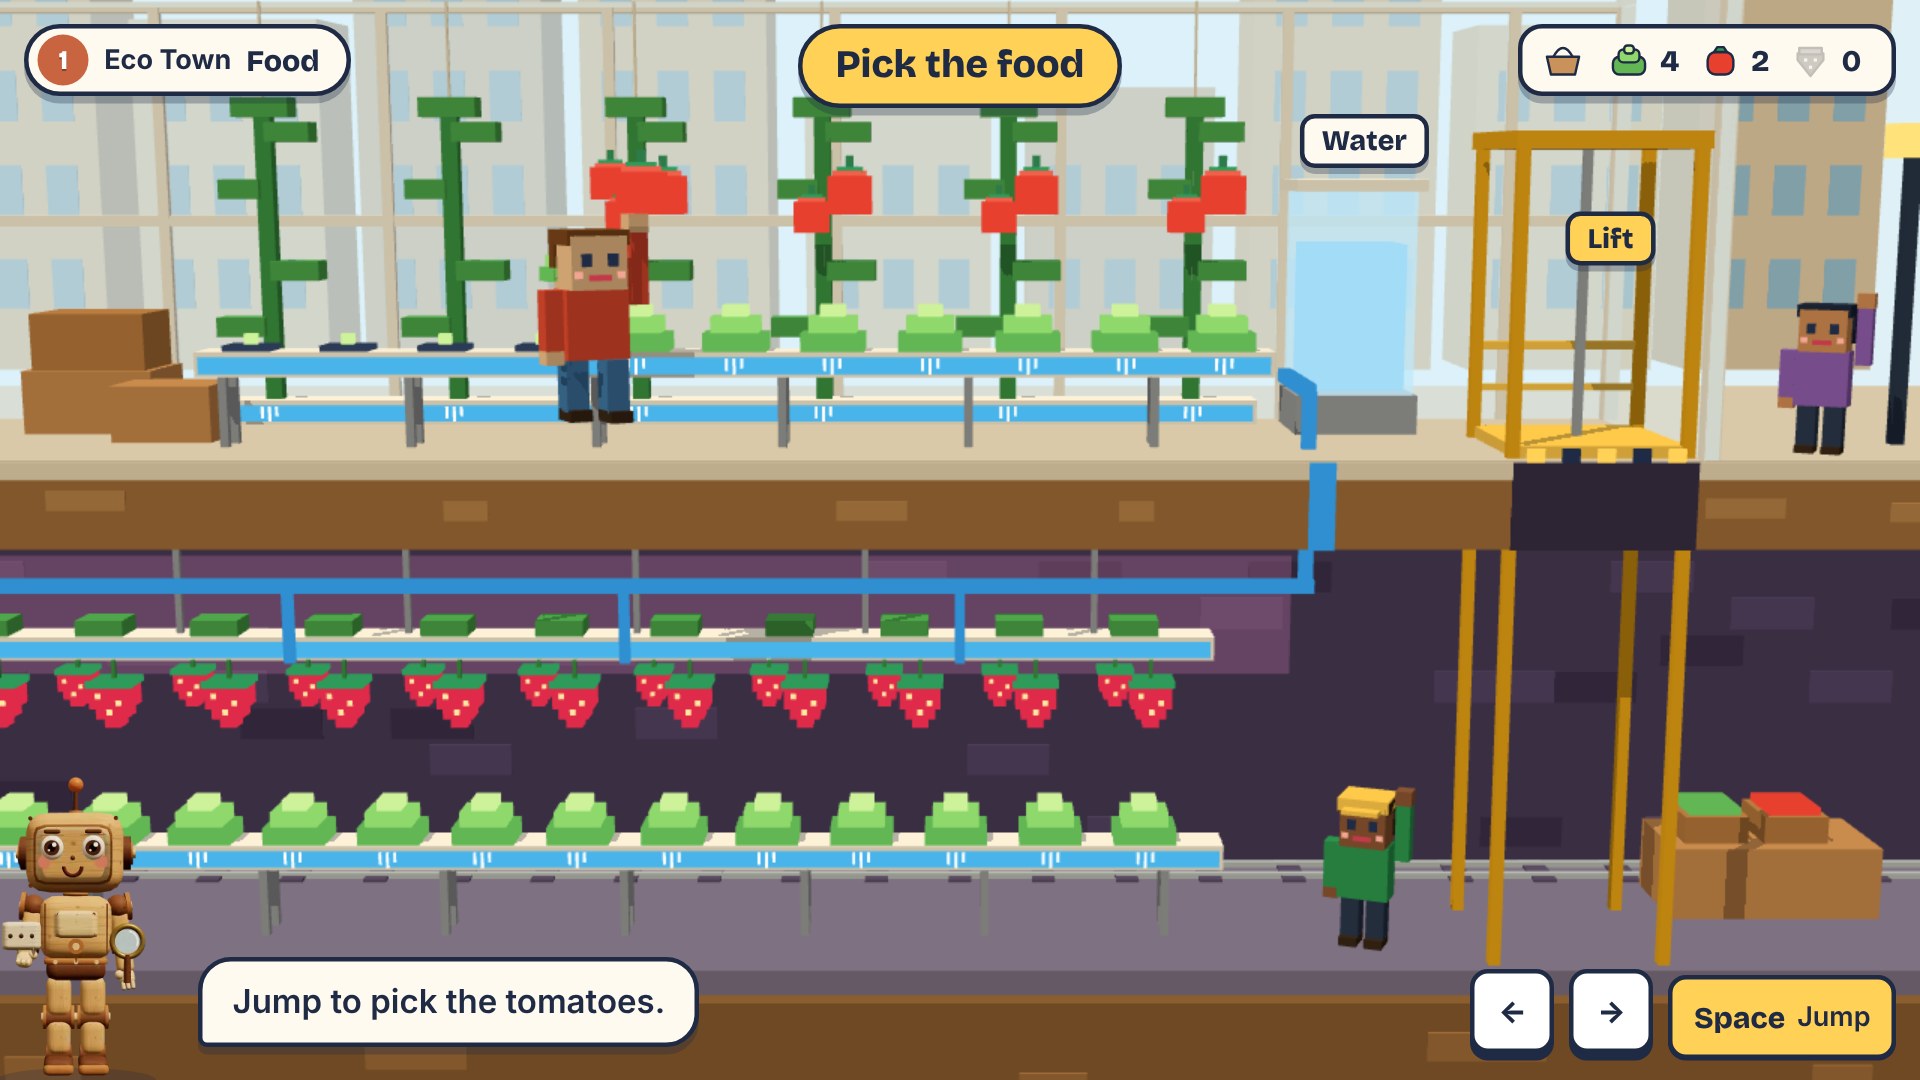 1 Eco Town Food
Pick the food
4 2 0
Water
Lift
Jump to pick the tomatoes.
← →
Space Jump